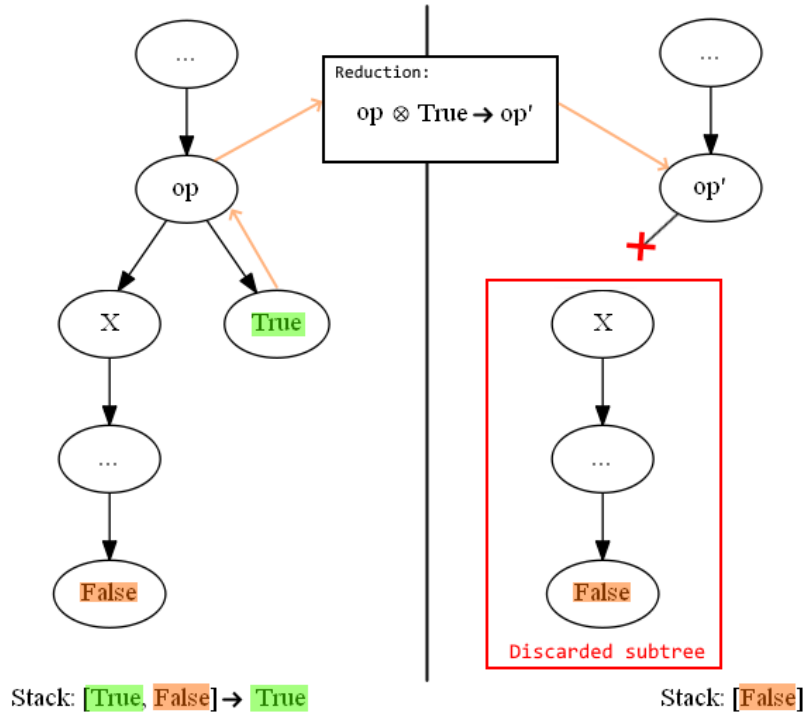 ...
op
X
True
...
False
Stack: [True, False] → True
Reduction:
op ⊗ True → op'
...
op'
X
...
False
Discarded subtree
Stack: [False]